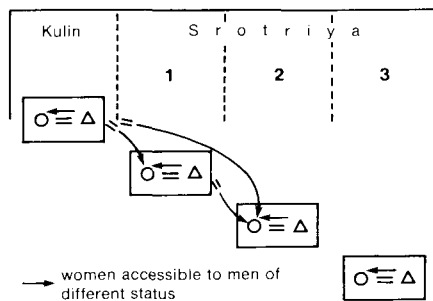 Kulin S r o t r i y a
1 2 3
O = Δ
O = Δ
O = Δ
O = Δ
women accessible to men of
different status